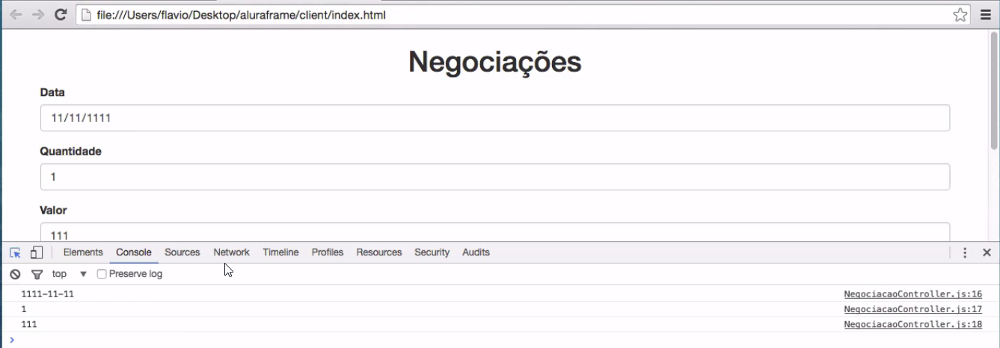 file:///Users/flavio/Desktop/aluraframe/client/index.html
Negociações
Data
11/11/1111
Quantidade
1
Valor
111
Elements Console Sources Network Timeline Profiles Resources Security Audits
top Preserve log
1111-11-11 NegociacaoController.js:16
1 NegociacaoController.js:17
111 NegociacaoController.js:18